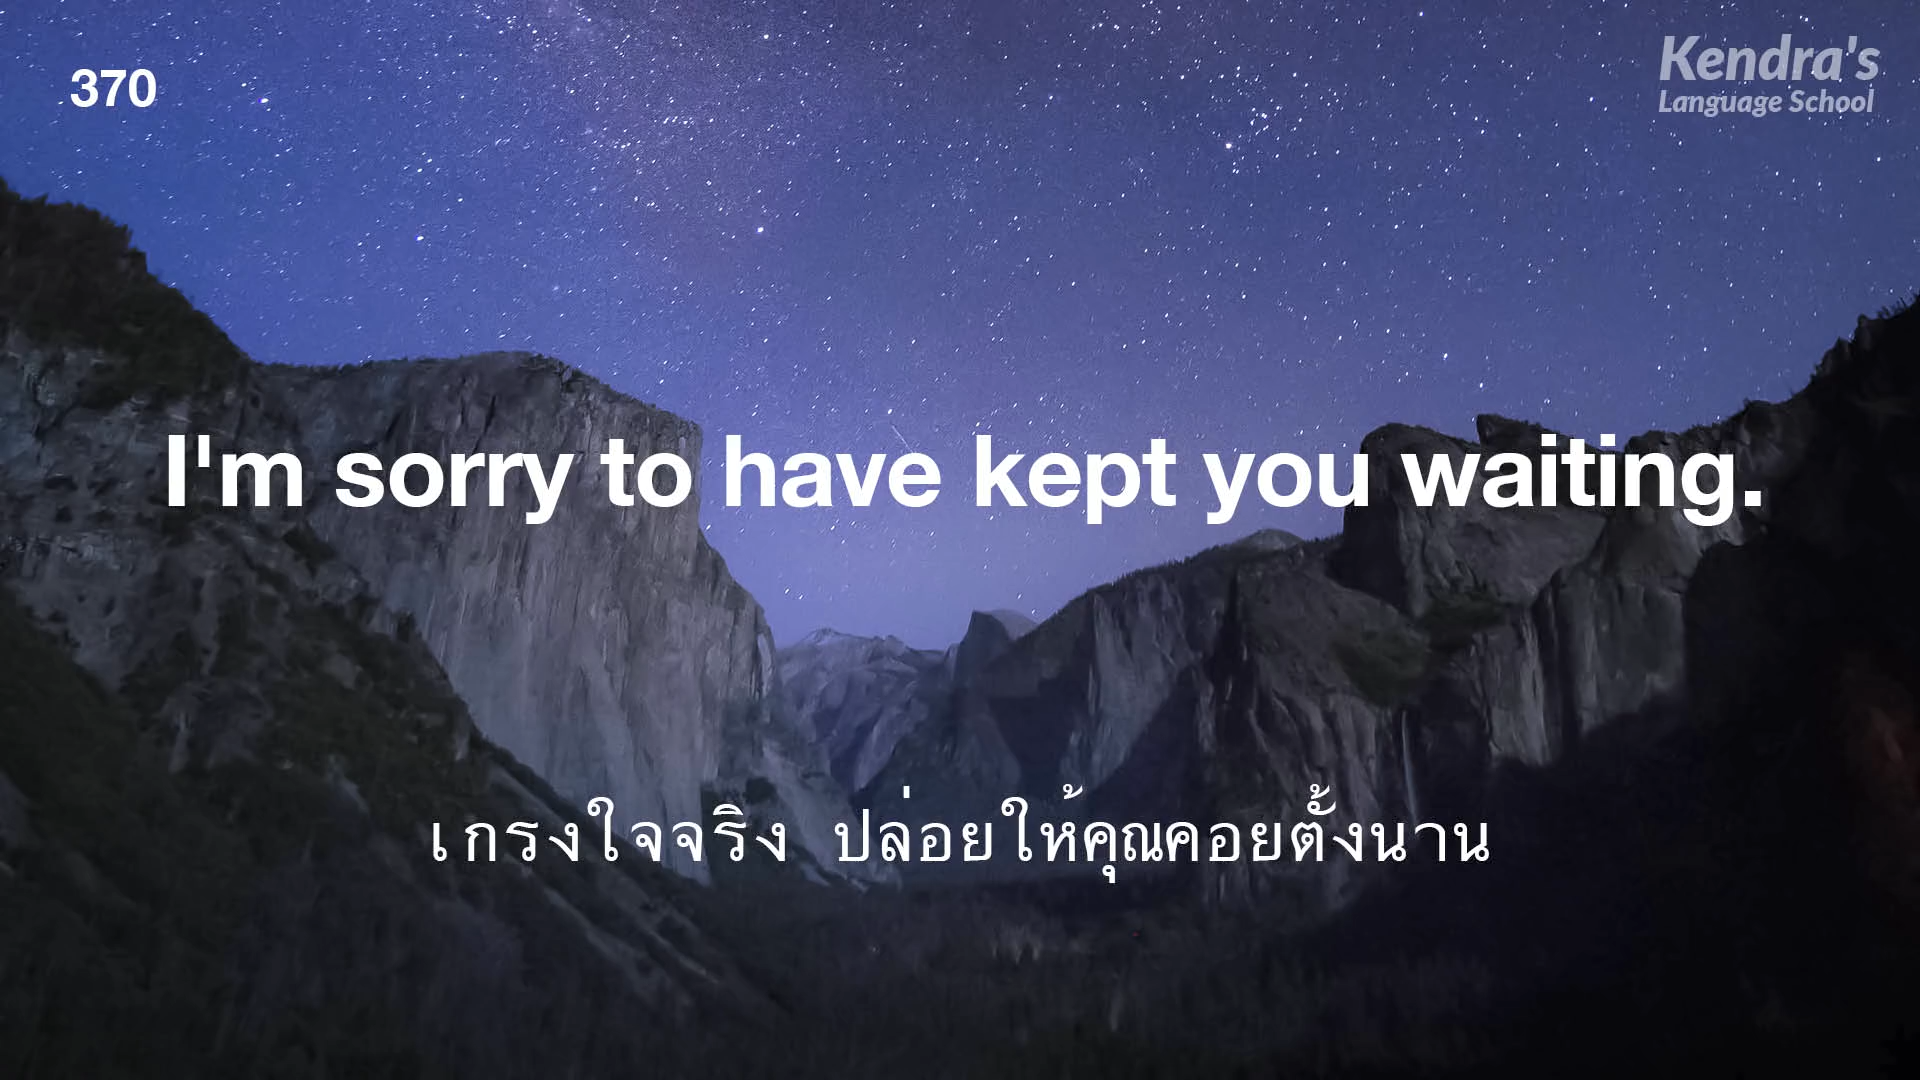 370
Kendra's
Language School
I'm sorry to have kept you waiting.
เกรงใจจริง ปล่อยให้คุณคอยตั้งนาน